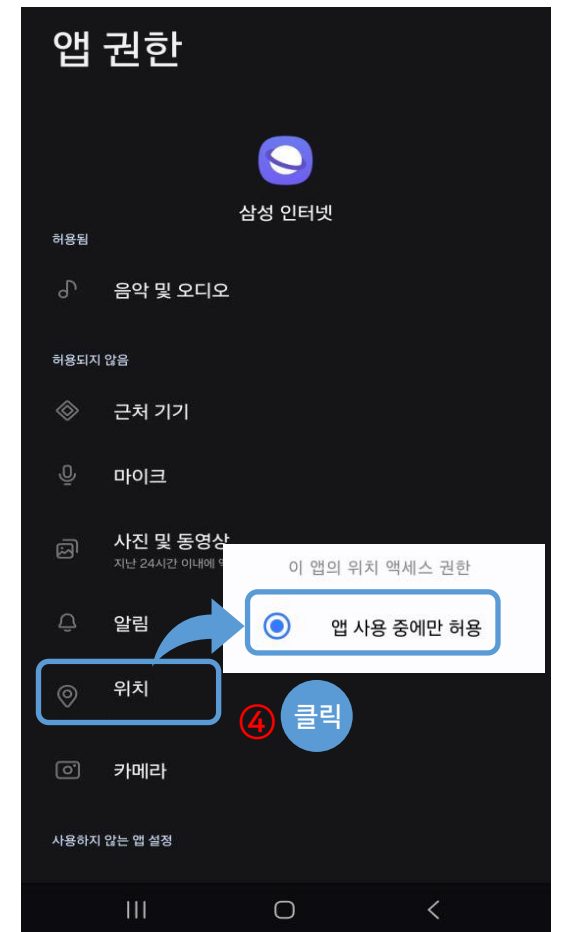 앱 권한
삼성 인터넷
허용됨
음악 및 오디오
허용되지 않음
근처 기기
마이크
사진 및 동영상
지난 24시간 이내에
이 앱의 위치 액세스 권한
앱 사용 중에만 허용
알림
위치
④ 클릭
카메라
사용하지 않는 앱 설정